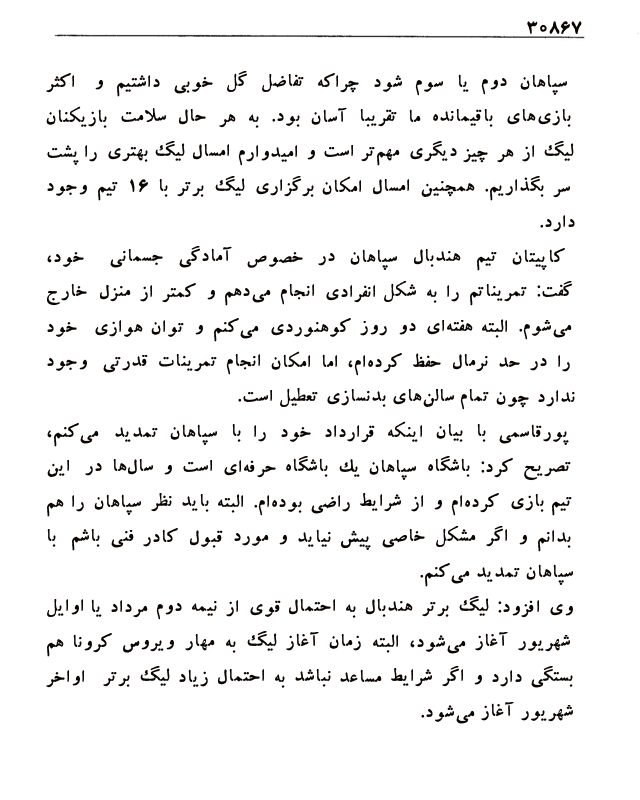 ۳۰۸۶۷
سپاهان دوم یا سوم شود چراکه تفاضل گل خوبی داشتیم و اکثر
بازی‌های باقیمانده ما تقریبا آسان بود. به هر حال سلامت بازیکنان
لیگ از هر چیز دیگری مهم‌تر است و امیدوارم امسال لیگ بهتری را پشت
سر بگذاریم. همچنین امسال امکان برگزاری لیگ برتر با ۱۶ تیم وجود
دارد.
کاپیتان تیم هندبال سپاهان در خصوص آمادگی جسمانی خود،
گفت: تمریناتم را به شکل انفرادی انجام می‌دهم و کمتر از منزل خارج
می‌شوم. البته هفته‌ای دو روز کوهنوردی می‌کنم و توان هوازی خود
را در حد نرمال حفظ کرده‌ام، اما امکان انجام تمرینات قدرتی وجود
ندارد چون تمام سالن‌های بدنسازی تعطیل است.
پورقاسمی با بیان اینکه قرارداد خود را با سپاهان تمدید می‌کنم،
تصریح کرد: باشگاه سپاهان یك باشگاه حرفه‌ای است و سال‌ها در این
تیم بازی کرده‌ام و از شرایط راضی بوده‌ام. البته باید نظر سپاهان را هم
بدانم و اگر مشکل خاصی پیش نیاید و مورد قبول کادر فنی باشم با
سپاهان تمدید می‌کنم.
وی افزود: لیگ برتر هندبال به احتمال قوی از نیمه دوم مرداد یا اوایل
شهریور آغاز می‌شود، البته زمان آغاز لیگ به مهار ویروس کرونا هم
بستگی دارد و اگر شرایط مساعد نباشد به احتمال زیاد لیگ برتر اواخر
شهریور آغاز می‌شود.